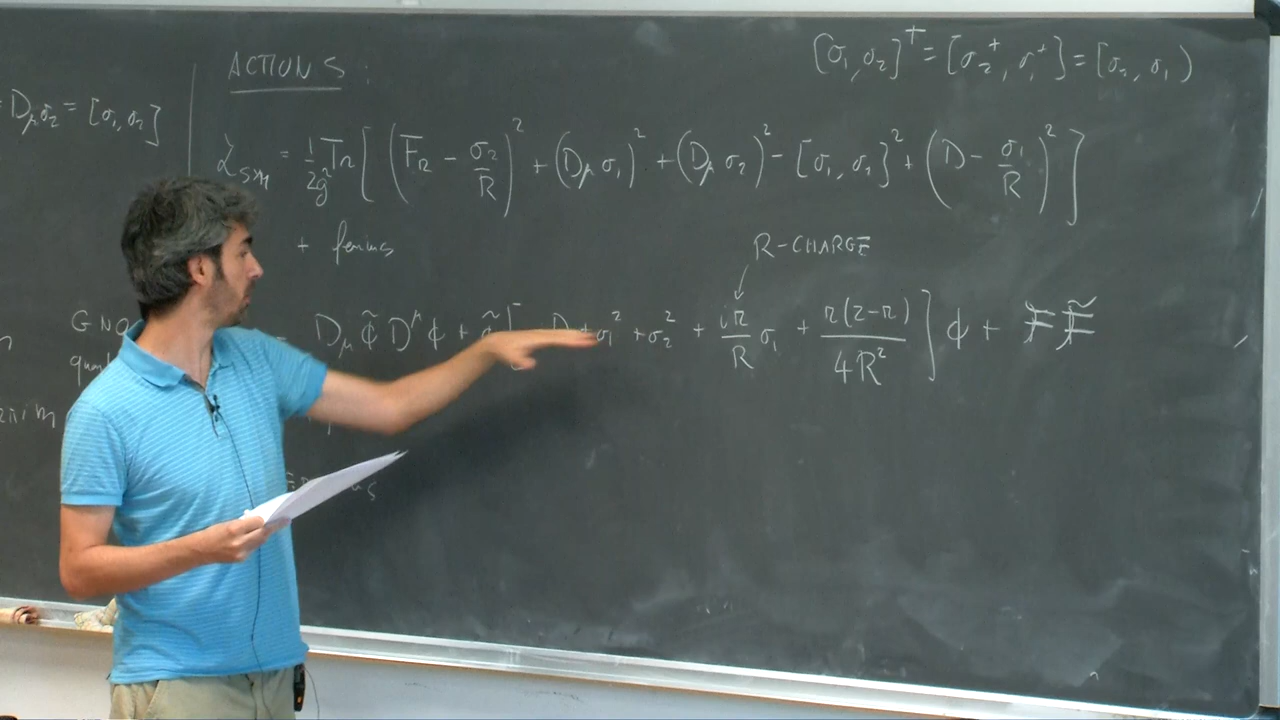 [σ₁, σ₂]⁺ = [σ₂⁺, σ₁⁺] = [σ₂, σ₁]
ACTIONS :
= D_μ σ₂ = [σ₁, σ₂]
ℒ_SYM = 1/2g² Tr [ (F₁₂ − σ₂/R)² + (D_μ σ₁)² + (D_μ σ₂)² − [σ₁, σ₂]² + (D − σ₁/R)² ]
+
R-CHARGE
GNO
D_μ φ̃ D^μ φ + φ̃ [ D + σ₁² + σ₂² + ir/R σ₁ + r(2−r)/4R² ] φ + F F̃